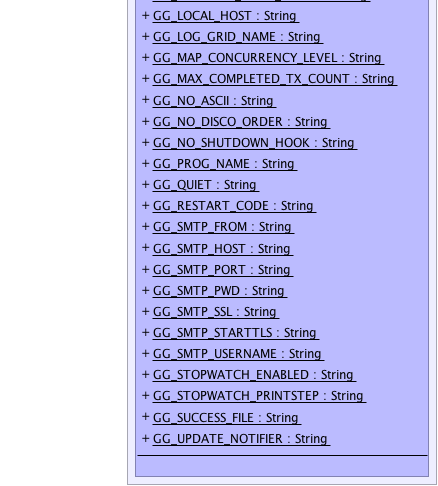 + GG_LOCAL_HOST : String
+ GG_LOG_GRID_NAME : String
+ GG_MAP_CONCURRENCY_LEVEL : String
+ GG_MAX_COMPLETED_TX_COUNT : String
+ GG_NO_ASCII : String
+ GG_NO_DISCO_ORDER : String
+ GG_NO_SHUTDOWN_HOOK : String
+ GG_PROG_NAME : String
+ GG_QUIET : String
+ GG_RESTART_CODE : String
+ GG_SMTP_FROM : String
+ GG_SMTP_HOST : String
+ GG_SMTP_PORT : String
+ GG_SMTP_PWD : String
+ GG_SMTP_SSL : String
+ GG_SMTP_STARTTLS : String
+ GG_SMTP_USERNAME : String
+ GG_STOPWATCH_ENABLED : String
+ GG_STOPWATCH_PRINTSTEP : String
+ GG_SUCCESS_FILE : String
+ GG_UPDATE_NOTIFIER : String